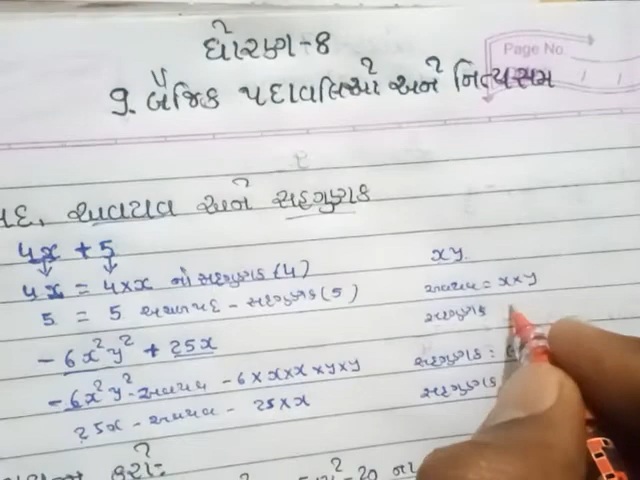 ધોરણ-8
Page No
9. બૈજિક પદાવલિઓ અને નિત્યસમ
પદ, અવયવ અને સહગુણક
4x + 5
4x = 4×x નો સહગુણક (4)
xy.
5 = 5 અચળપદ - સહગુણક (5)
અવયવ = x×y
સહગુણક
- 6x²y² + 25x
- 6x²y² - અવયવ - 6×x×x×y×y
સહગુણક :
25x - અવયવ - 25×x
સહગુણક
કરો: